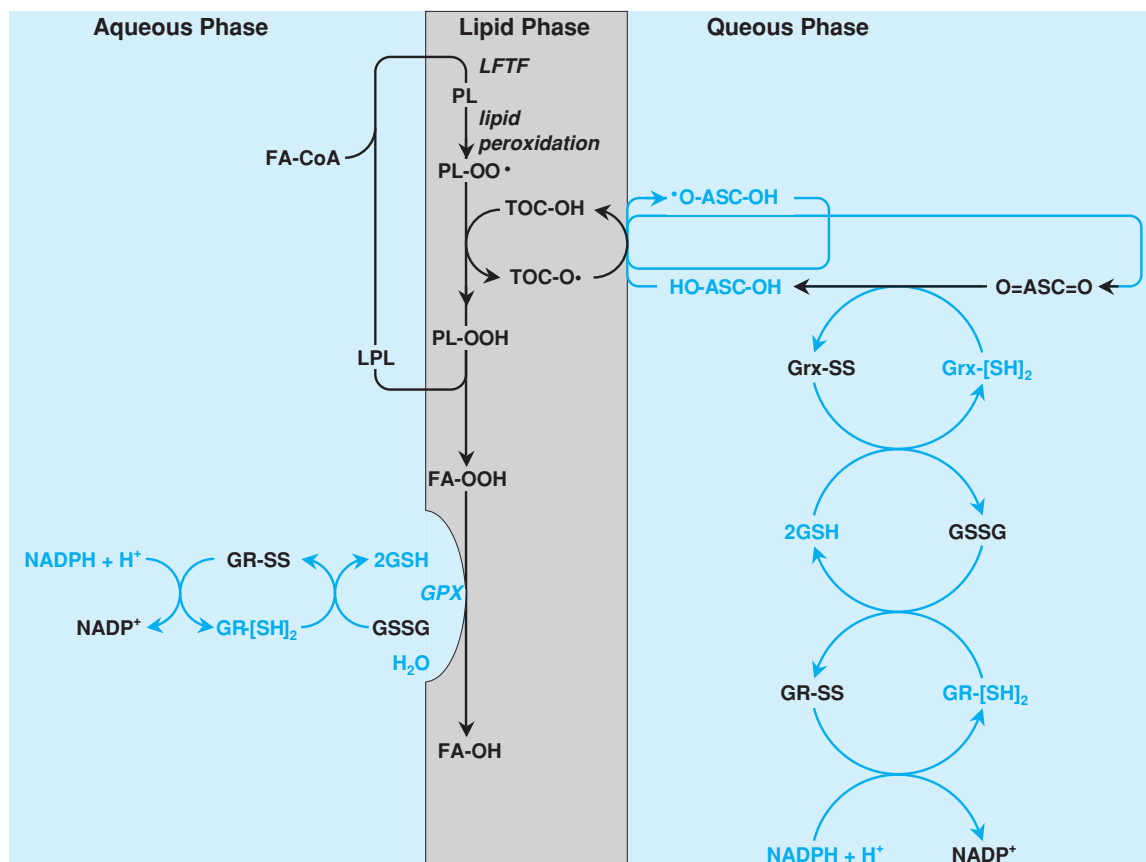 Aqueous Phase
Lipid Phase
Queous Phase
LFTF
PL
lipid
peroxidation
FA-CoA
PL-OO •
TOC-OH
•O-ASC-OH
TOC-O•
HO-ASC-OH
O=ASC=O
PL-OOH
LPL
Grx-SS
Grx-[SH]₂
FA-OOH
2GSH
GSSG
NADPH + H⁺
GR-SS
2GSH
GPX
NADP⁺
GR-[SH]₂
GSSG
H₂O
GR-SS
GR-[SH]₂
FA-OH
NADPH + H⁺
NADP⁺